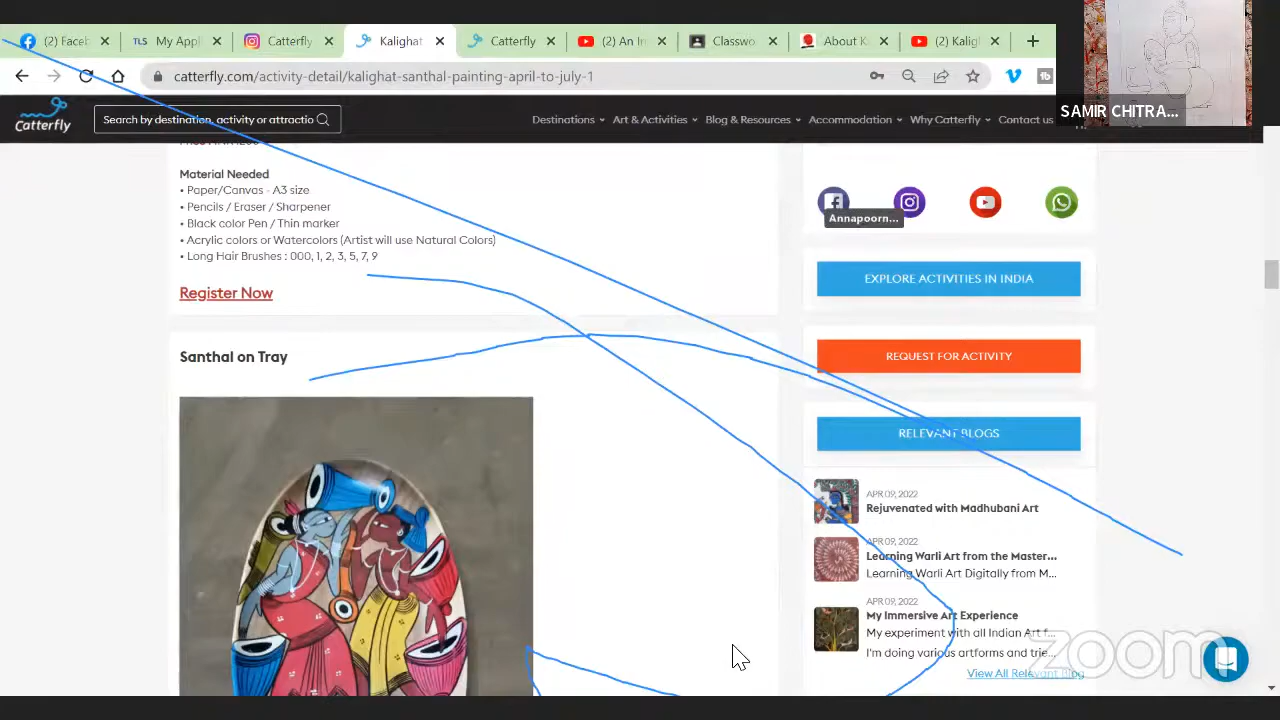 (2) Faceb
TLS My Appl
Catterfly
Kalighat
Catterfly
(2) An Im
Classwo
About K
(2) Kalig
catterfly.com/activity-detail/kalighat-santhal-painting-april-to-july-1
tb
SAMIR CHITRA...
Catterfly
Search by destination, activity or attractio
Destinations
Art & Activities
Blog & Resources
Accommodation
Why Catterfly
Contact us
Material Needed
• Paper/Canvas - A3 size
• Pencils / Eraser / Sharpener
• Black color Pen / Thin marker
• Acrylic colors or Watercolors (Artist will use Natural Colors)
• Long Hair Brushes : 000, 1, 2, 3, 5, 7, 9
Register Now
Santhal on Tray
Annapoorn...
EXPLORE ACTIVITIES IN INDIA
REQUEST FOR ACTIVITY
RELEVANT BLOGS
APR 09, 2022
Rejuvenated with Madhubani Art
APR 09, 2022
Learning Warli Art from the Master...
Learning Warli Art Digitally from M...
APR 09, 2022
My Immersive Art Experience
My experiment with all Indian Art f...
I'm doing various artforms and trie...
View All Relevant Blog
zoom